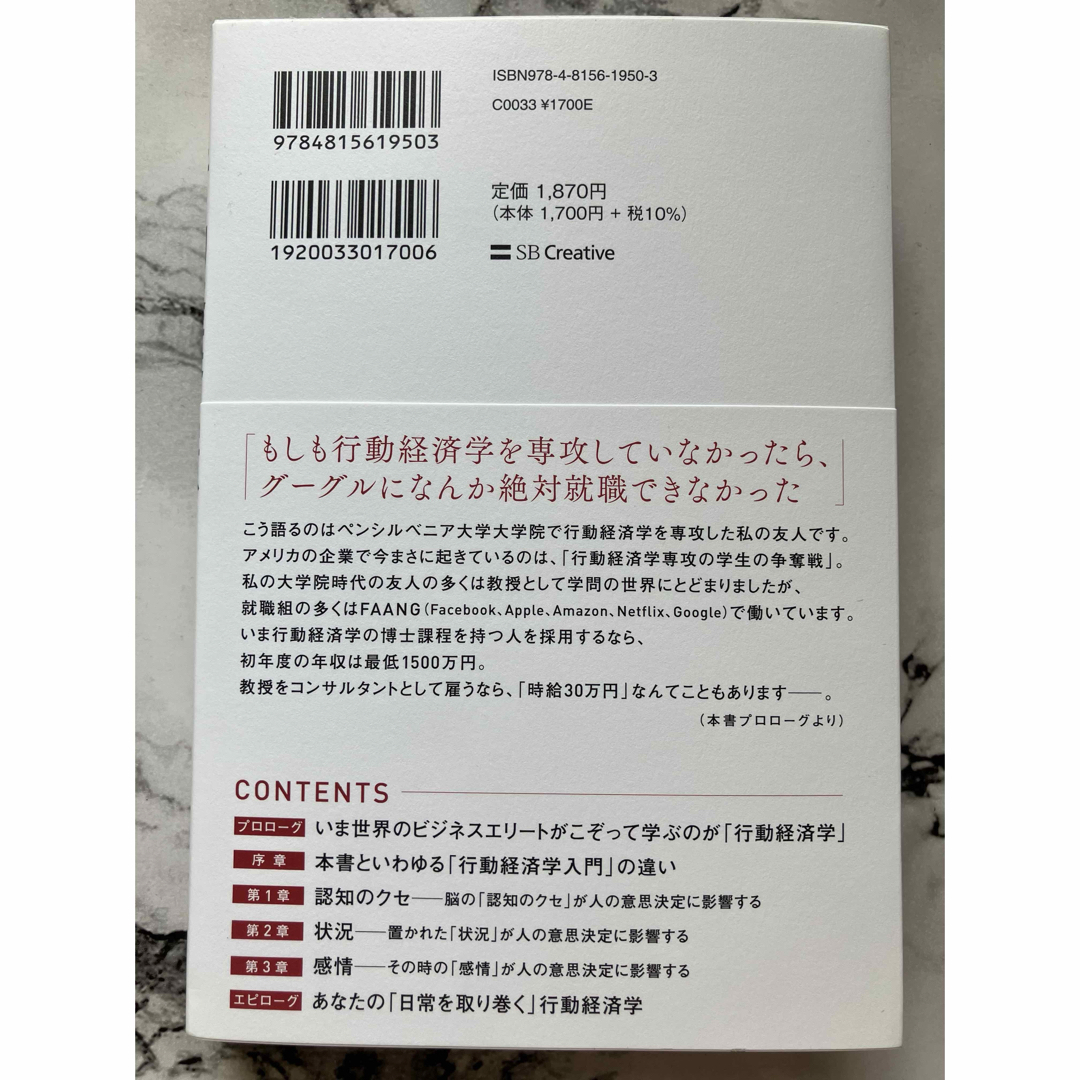 ISBN978-4-8156-1950-3
C0033 ¥1700E
9784815619503
定価 1,870円
(本体 1,700円 + 税10%)
1920033017006
SB Creative
「もしも行動経済学を専攻していなかったら、
グーグルになんか絶対就職できなかった」
こう語るのはペンシルベニア大学大学院で行動経済学を専攻した私の友人です。
アメリカの企業で今まさに起きているのは、「行動経済学専攻の学生の争奪戦」。
私の大学院時代の友人の多くは教授として学問の世界にとどまりましたが、
就職組の多くはFAANG(Facebook、Apple、Amazon、Netflix、Google)で働いています。
いま行動経済学の博士課程を持つ人を採用するなら、
初年度の年収は最低1500万円。
教授をコンサルタントとして雇うなら、「時給30万円」なんてこともあります――。
(本書プロローグより)
CONTENTS
プロローグ いま世界のビジネスエリートがこぞって学ぶのが「行動経済学」
序章 本書といわゆる「行動経済学入門」の違い
第1章 認知のクセ――脳の「認知のクセ」が人の意思決定に影響する
第2章 状況――置かれた「状況」が人の意思決定に影響する
第3章 感情――その時の「感情」が人の意思決定に影響する
エピローグ あなたの「日常を取り巻く」行動経済学